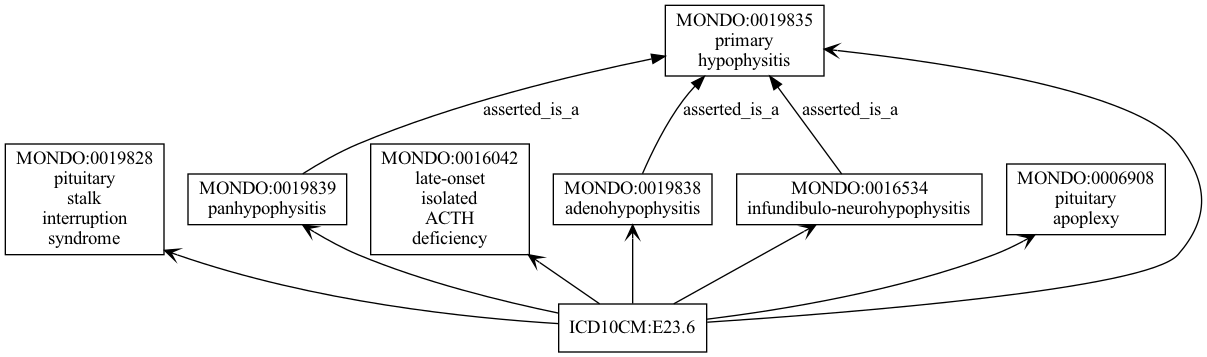 MONDO:0019835
primary
hypophysitis
asserted_is_a
asserted_is_a
asserted_is_a
MONDO:0019828
pituitary
stalk
interruption
syndrome
MONDO:0019839
panhypophysitis
MONDO:0016042
late-onset
isolated
ACTH
deficiency
MONDO:0019838
adenohypophysitis
MONDO:0016534
infundibulo-neurohypophysitis
MONDO:0006908
pituitary
apoplexy
ICD10CM:E23.6